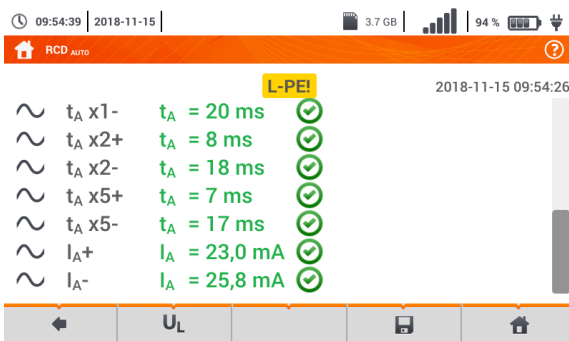 09:54:39 2018-11-15 3.7 GB 94 %
RCD AUTO ?
L-PE! 2018-11-15 09:54:26
tA x1- tA = 20 ms
tA x2+ tA = 8 ms
tA x2- tA = 18 ms
tA x5+ tA = 7 ms
tA x5- tA = 17 ms
IA+ IA = 23,0 mA
IA- IA = 25,8 mA
UL